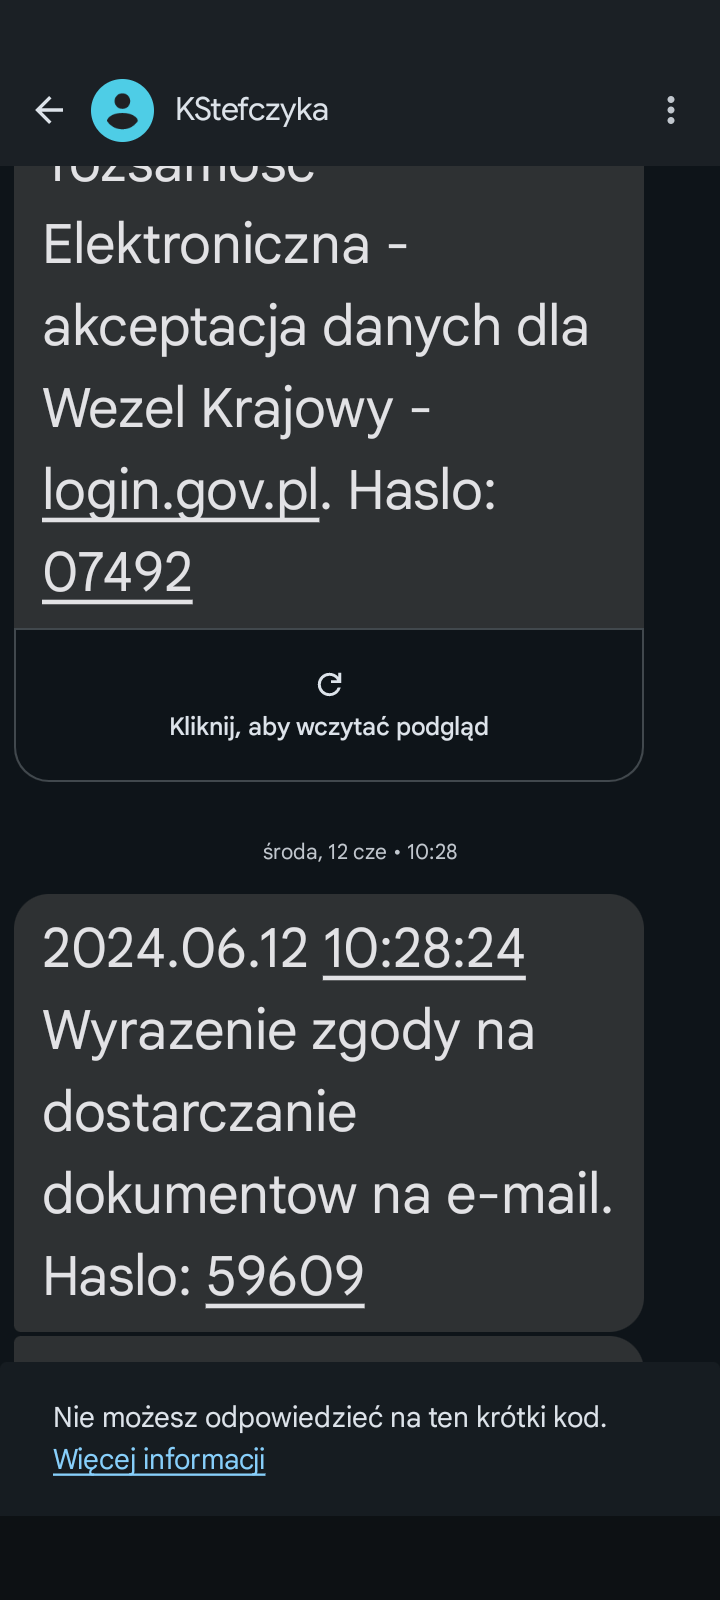 KStefczyka
Elektroniczna -
akceptacja danych dla
Wezel Krajowy -
login.gov.pl. Haslo:
07492
Kliknij, aby wczytać podgląd
środa, 12 cze • 10:28
2024.06.12 10:28:24
Wyrazenie zgody na
dostarczanie
dokumentow na e-mail.
Haslo: 59609
Nie możesz odpowiedzieć na ten krótki kod.
Więcej informacji